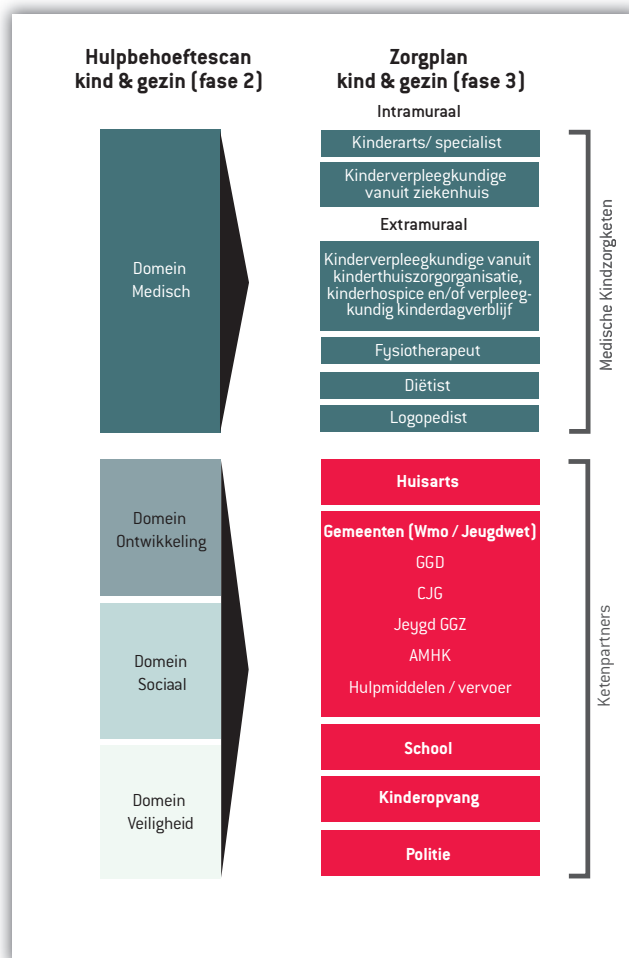 Hulpbehoeftescan
kind & gezin (fase 2)
Zorgplan
kind & gezin (fase 3)
Intramuraal
Kinderarts/ specialist
Kinderverpleegkundige
vanuit ziekenhuis
Extramuraal
Kinderverpleegkundige vanuit
kinderthuiszorgorganisatie,
kinderhospice en/of verpleeg-
kundig kinderdagverblijf
Fysiotherapeut
Diëtist
Logopedist
Domein
Medisch
Medische Kindzorgketen
Domein
Ontwikkeling
Domein
Sociaal
Domein
Veiligheid
Huisarts
Gemeenten (Wmo / Jeugdwet)
GGD
CJG
Jeygd GGZ
AMHK
Hulpmiddelen / vervoer
School
Kinderopvang
Politie
Ketenpartners